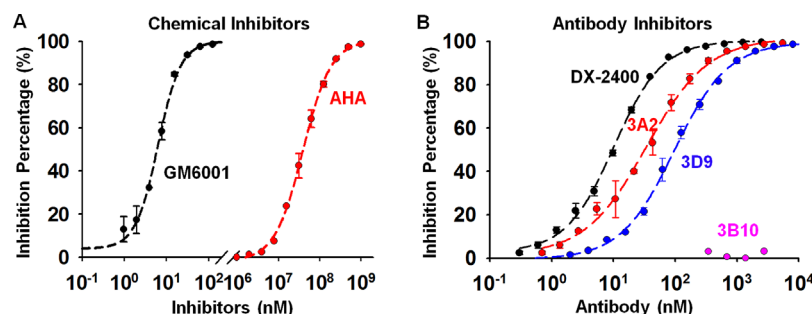 A
Chemical Inhibitors
Inhibition Percentage (%)
100
80
60
40
20
0
GM6001
AHA
10-1
100
101
102
106
107
108
109
Inhibitors (nM)
B
Antibody Inhibitors
Inhibition Percentage (%)
100
80
60
40
20
0
DX-2400
3A2
3D9
3B10
10-1
100
101
102
103
104
Antibody (nM)